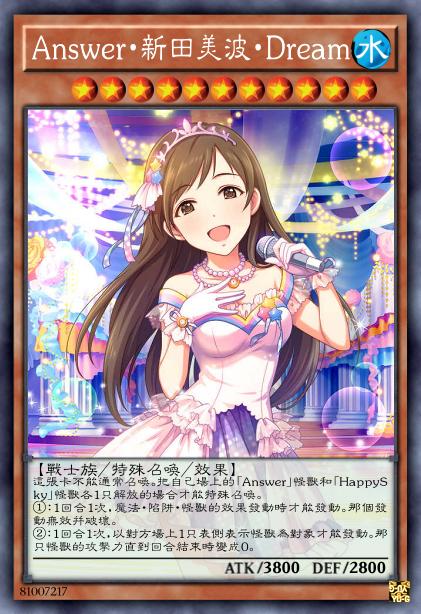 Answer・新田美波・Dream
水
【戰士族／特殊召喚／效果】
這張卡不能通常召喚。把自己場上的「Answer」怪獸和「HappyS
ky」怪獸各1只解放的場合才能特殊召喚。
①：1回合1次，魔法・陷阱・怪獸的效果發動時才能發動。那個發
動無效并破壞。
②：1回合1次，以對方場上1只表側表示怪獸為對象才能發動。那
只怪獸的攻擊力直到回合結束時變成0。
ATK/3800 DEF/2800
81007217